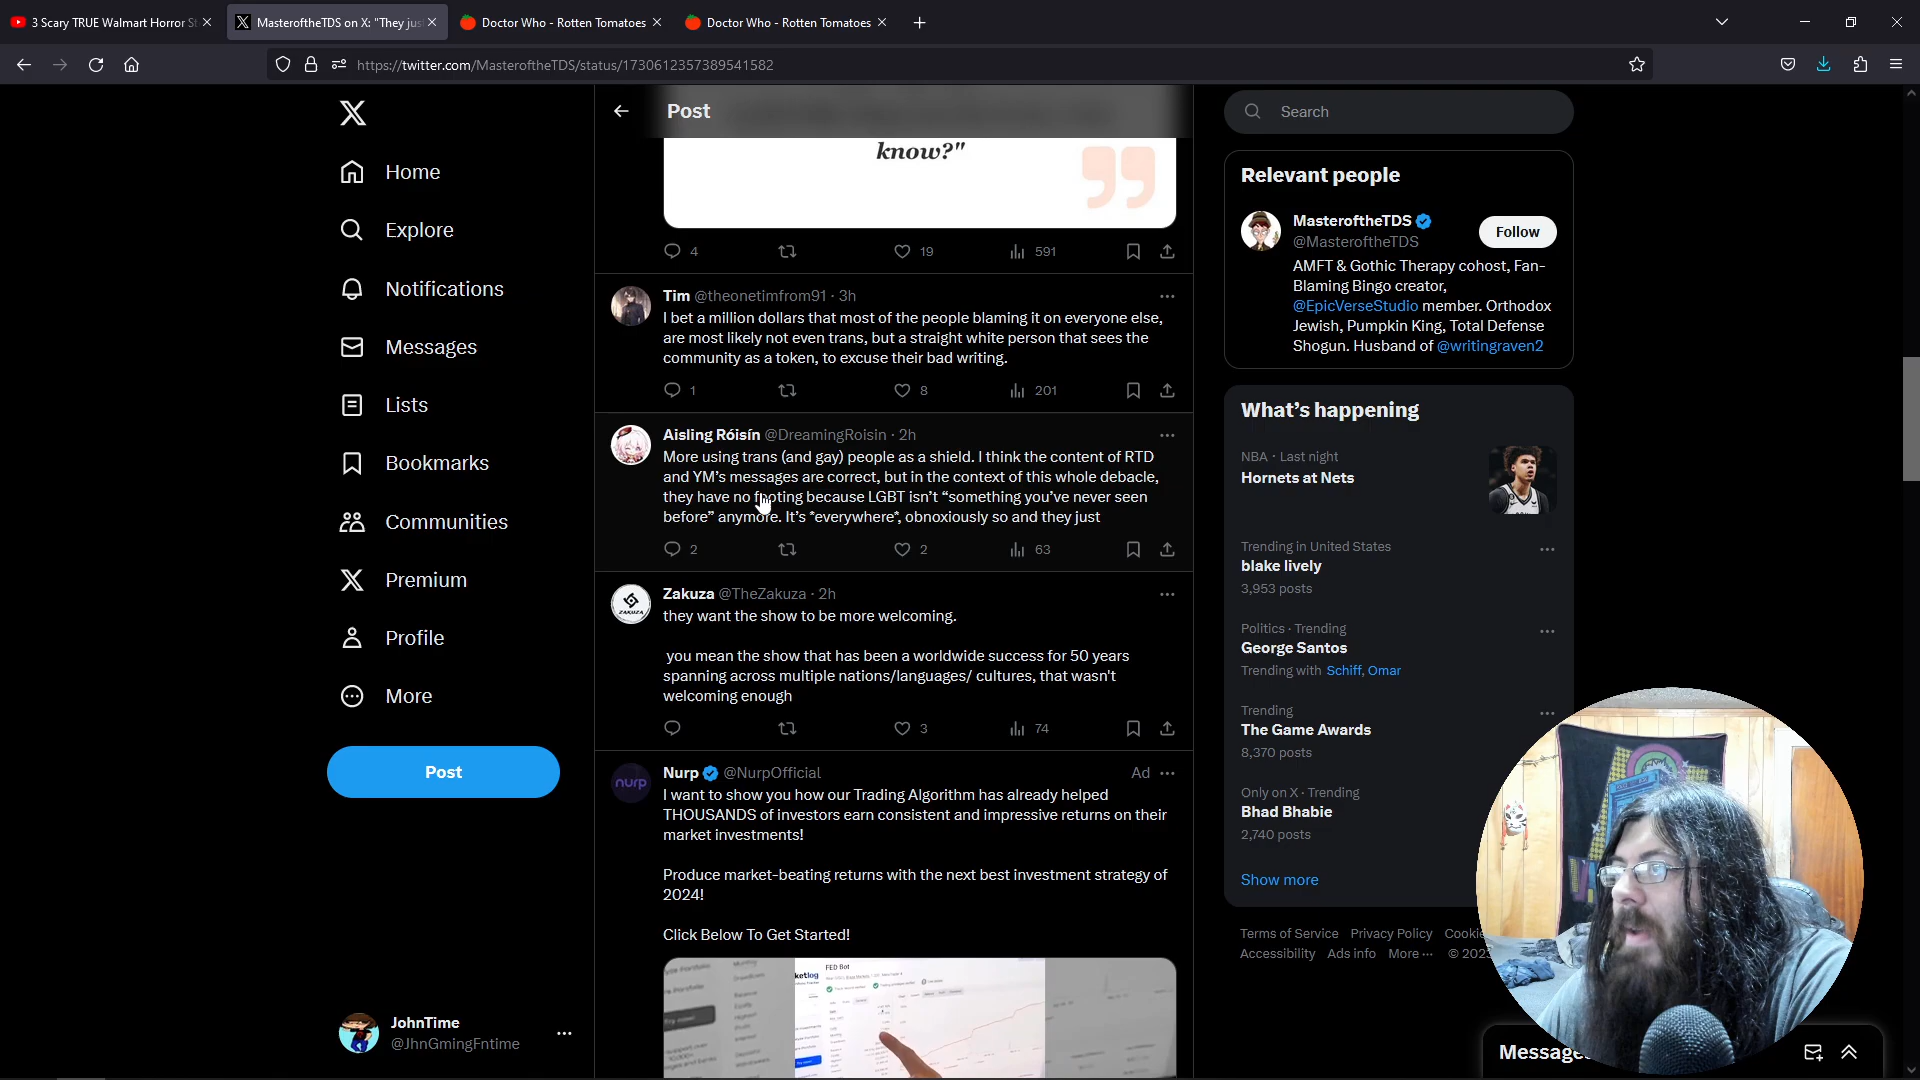 3 Scary TRUE Walmart Horror St
MasteroftheTDS on X: "They jus
Doctor Who - Rotten Tomatoes
Doctor Who - Rotten Tomatoes
https://twitter.com/MasteroftheTDS/status/1730612357389541582
Home
Explore
Notifications
Messages
Lists
Bookmarks
Communities
Premium
Profile
More
Post
JohnTime
@JhnGmingFntime
Post
know?"
4 19 591
Tim @theonetimfrom91 · 3h
I bet a million dollars that most of the people blaming it on everyone else,
are most likely not even trans, but a straight white person that sees the
community as a token, to excuse their bad writing.
1 8 201
Aisling Róisín @DreamingRoisin · 2h
More using trans (and gay) people as a shield. I think the content of RTD
and YM's messages are correct, but in the context of this whole debacle,
they have no footing because LGBT isn't "something you've never seen
before" anymore. It's *everywhere*, obnoxiously so and they just
2 2 63
Zakuza @TheZakuza · 2h
they want the show to be more welcoming.
you mean the show that has been a worldwide success for 50 years
spanning across multiple nations/languages/ cultures, that wasn't
welcoming enough
3 74
nurp
Nurp @NurpOfficial Ad
I want to show you how our Trading Algorithm has already helped
THOUSANDS of investors earn consistent and impressive returns on their
market investments!
Produce market-beating returns with the next best investment strategy of
2024!
Click Below To Get Started!
FED Bot
Search
Relevant people
MasteroftheTDS
@MasteroftheTDS
Follow
AMFT & Gothic Therapy cohost, Fan-
Blaming Bingo creator,
@EpicVerseStudio member. Orthodox
Jewish, Pumpkin King, Total Defense
Shogun. Husband of @writingraven2
What's happening
NBA · Last night
Hornets at Nets
Trending in United States
blake lively
3,953 posts
Politics · Trending
George Santos
Trending with Schiff, Omar
Trending
The Game Awards
8,370 posts
Only on X · Trending
Bhad Bhabie
2,740 posts
Show more
Terms of Service Privacy Policy Cookie
Accessibility Ads info More ··· © 2023
Messages